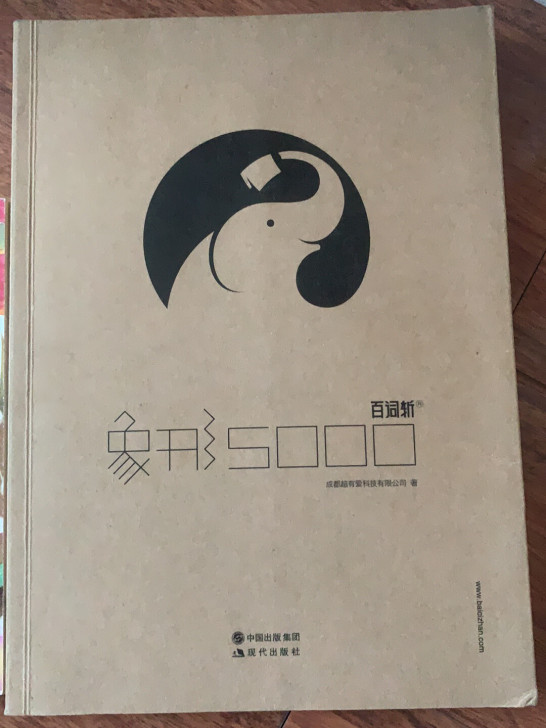 百词斩®
象形5000
成都超有爱科技有限公司 著
www.baicizhan.com
中国出版集团
现代出版社